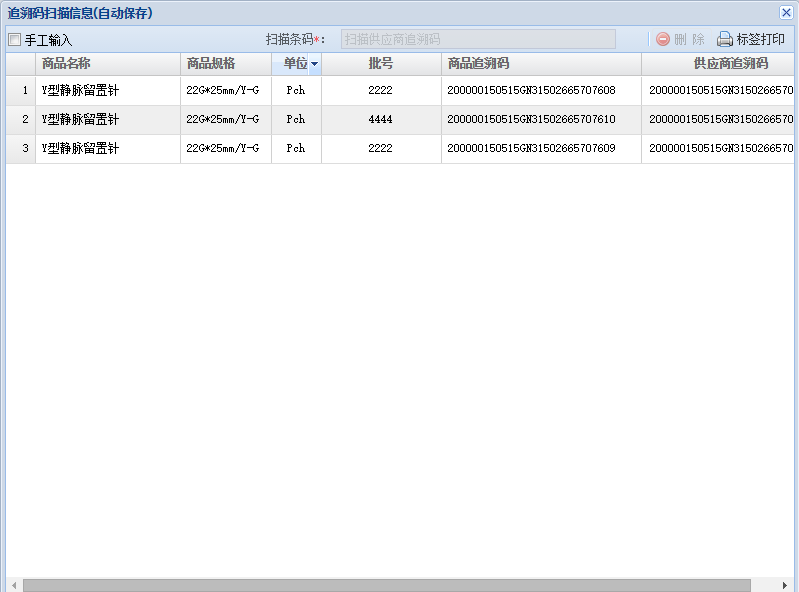 追溯码扫描信息(自动保存)
手工输入 扫描条码*: 扫描供应商追溯码 删 除 标签打印
商品名称 商品规格 单位 批号 商品追溯码 供应商追溯码
1 Y型静脉留置针 22G*25mm/Y-G Pch 2222 200000150515GN31502665707608 200000150515GN3150266570
2 Y型静脉留置针 22G*25mm/Y-G Pch 4444 200000150515GN31502665707610 200000150515GN3150266570
3 Y型静脉留置针 22G*25mm/Y-G Pch 2222 200000150515GN31502665707609 200000150515GN3150266570